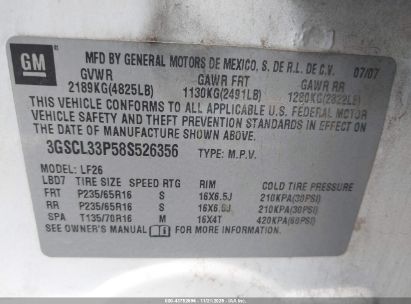 GM
MFD BY GENERAL MOTORS DE MEXICO, S. DE R.L. DE C.V. 07/07
GVWR GAWR FRT GAWR RR
2189KG(4825LB) 1130KG(2491LB) 1280KG(2822LB)
THIS VEHICLE CONFORMS TO ALL APPLICABLE U.S. FEDERAL MOTOR
VEHICLE SAFETY AND THEFT PREVENTION STANDARDS IN EFFECT ON THE
DATE OF MANUFACTURE SHOWN ABOVE.
3GSCL33P58S526356 TYPE: M.P.V.
MODEL: LF26
LBD7 TIRE SIZE SPEED RTG RIM COLD TIRE PRESSURE
FRT P235/65R16 S 16X6.5J 210KPA(30PSI)
RR P235/65R16 S 16X6.5J 210KPA(30PSI)
SPA T135/70R16 M 16X4T 420KPA(60PSI)
SEE OWNER'S MANUAL FOR MORE INFORMATION.